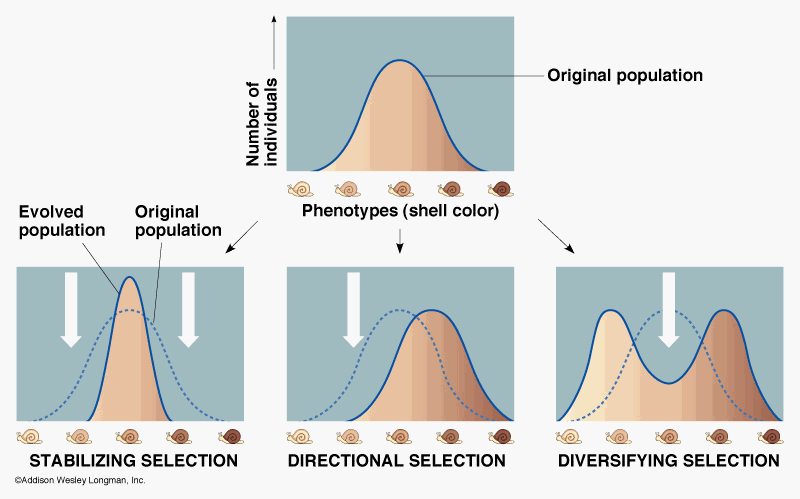 Number of
individuals
Original population
Phenotypes (shell color)
Evolved
population
Original
population
STABILIZING SELECTION
DIRECTIONAL SELECTION
DIVERSIFYING SELECTION
©Addison Wesley Longman, Inc.